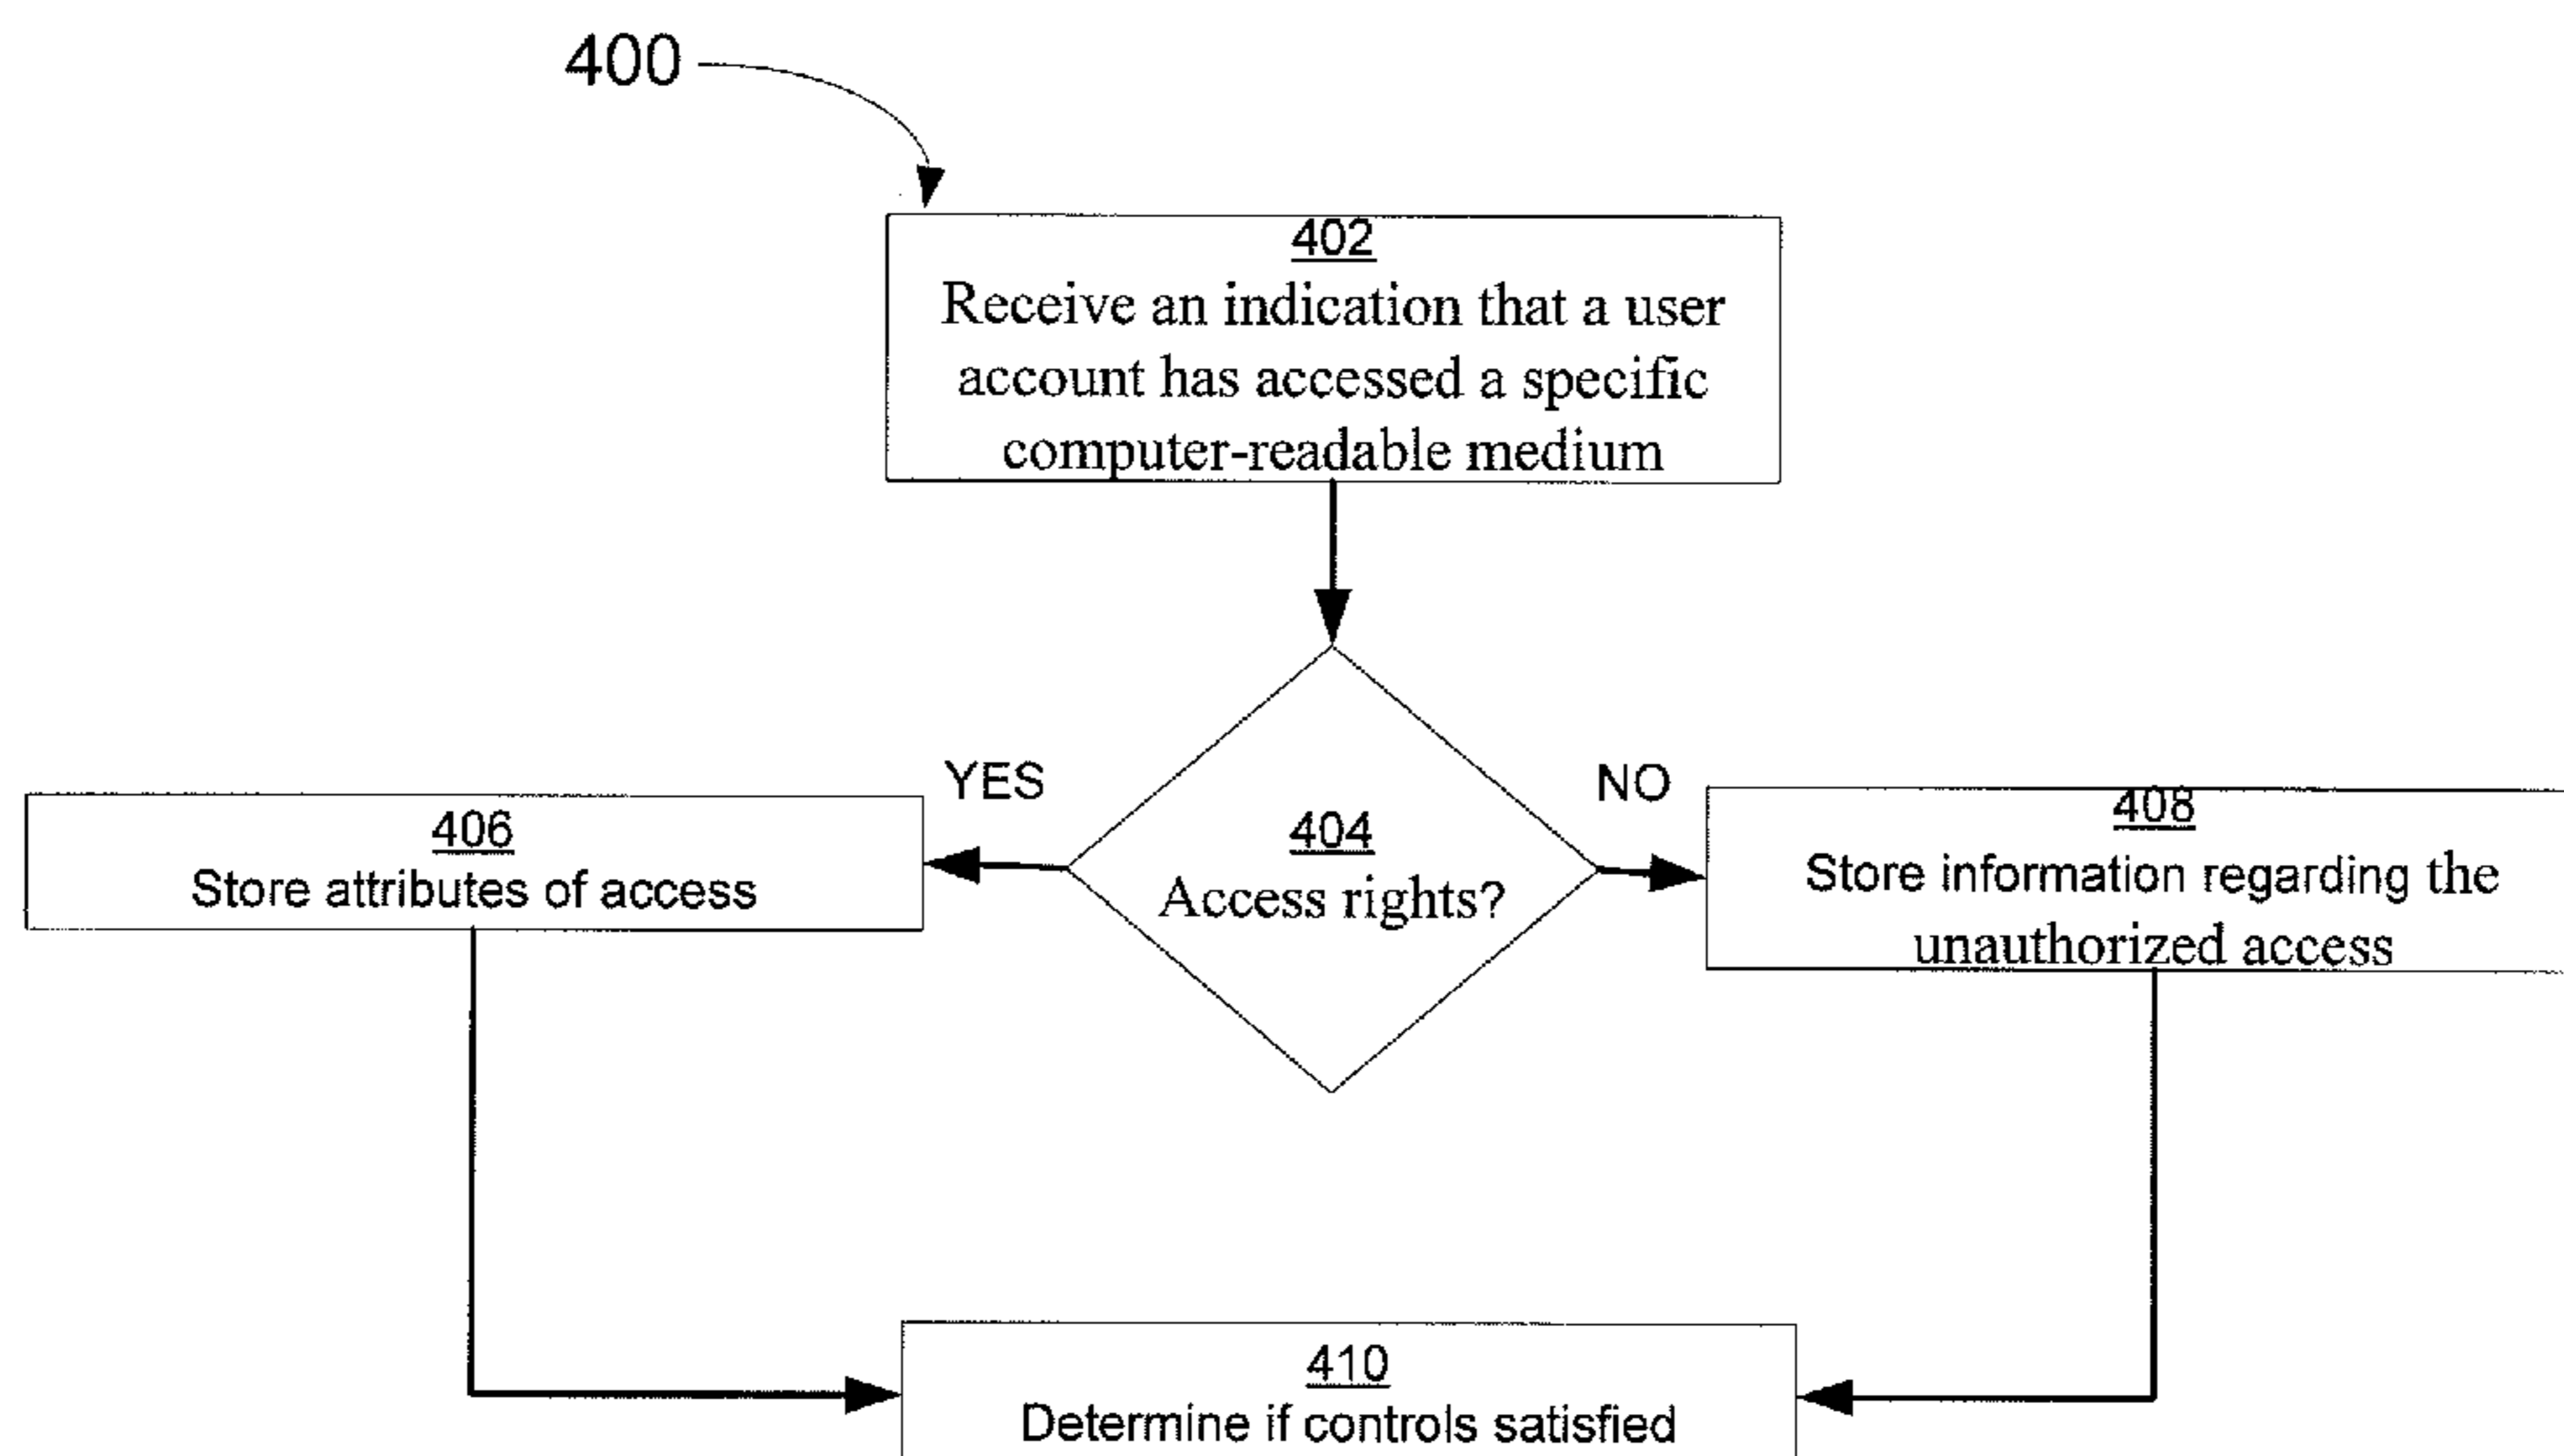 400
402
Receive an indication that a user
account has accessed a specific
computer-readable medium
YES
NO
406
Store attributes of access
404
Access rights?
408
Store information regarding the
unauthorized access
410
Determine if controls satisfied